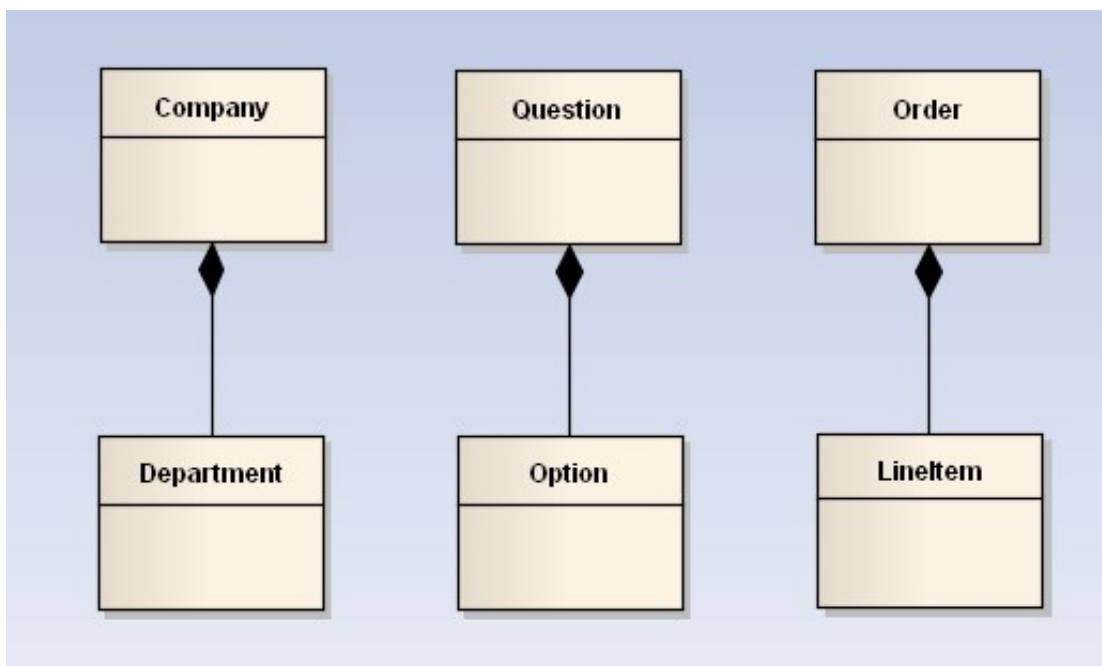 Company
Question
Order
Department
Option
LineItem